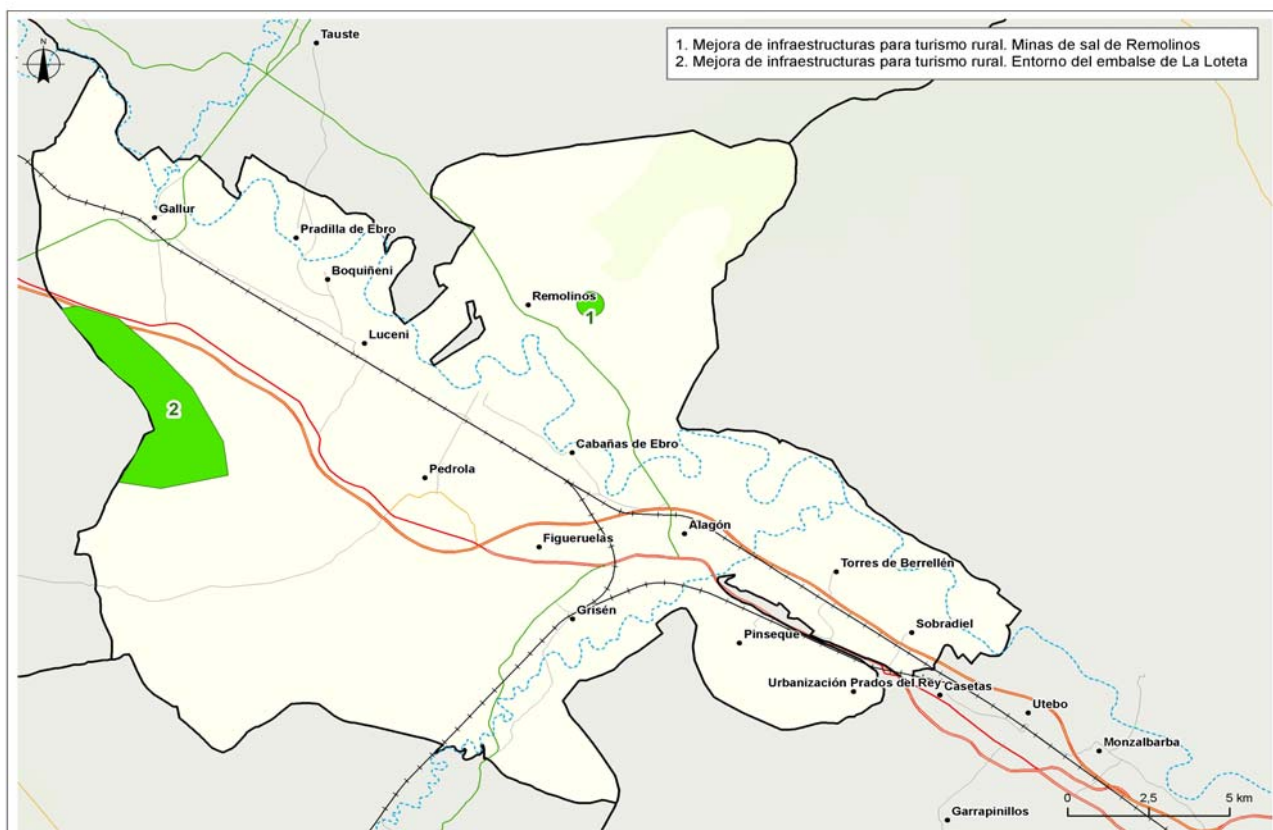 Tauste
1. Mejora de infraestructuras para turismo rural. Minas de sal de Remolinos
2. Mejora de infraestructuras para turismo rural. Entorno del embalse de La Loteta
N
Gallur
Pradilla de Ebro
Boquiñeni
Remolinos
1
Luceni
2
Cabañas de Ebro
Pedrola
Alagón
Figueruelas
Torres de Berrellén
Grisén
Sobradiel
Pinseque
Urbanización Prados del Rey
Casetas
Utebo
Monzalbarba
0 2,5 5 km
Garrapinillos